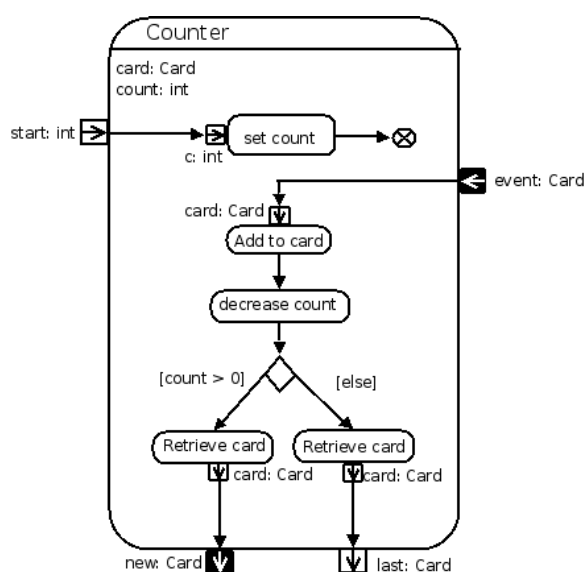 Counter
card: Card
count: int
start: int
set count
c: int
event: Card
card: Card
Add to card
decrease count
[count > 0]
[else]
Retrieve card
Retrieve card
card: Card
card: Card
new: Card
last: Card